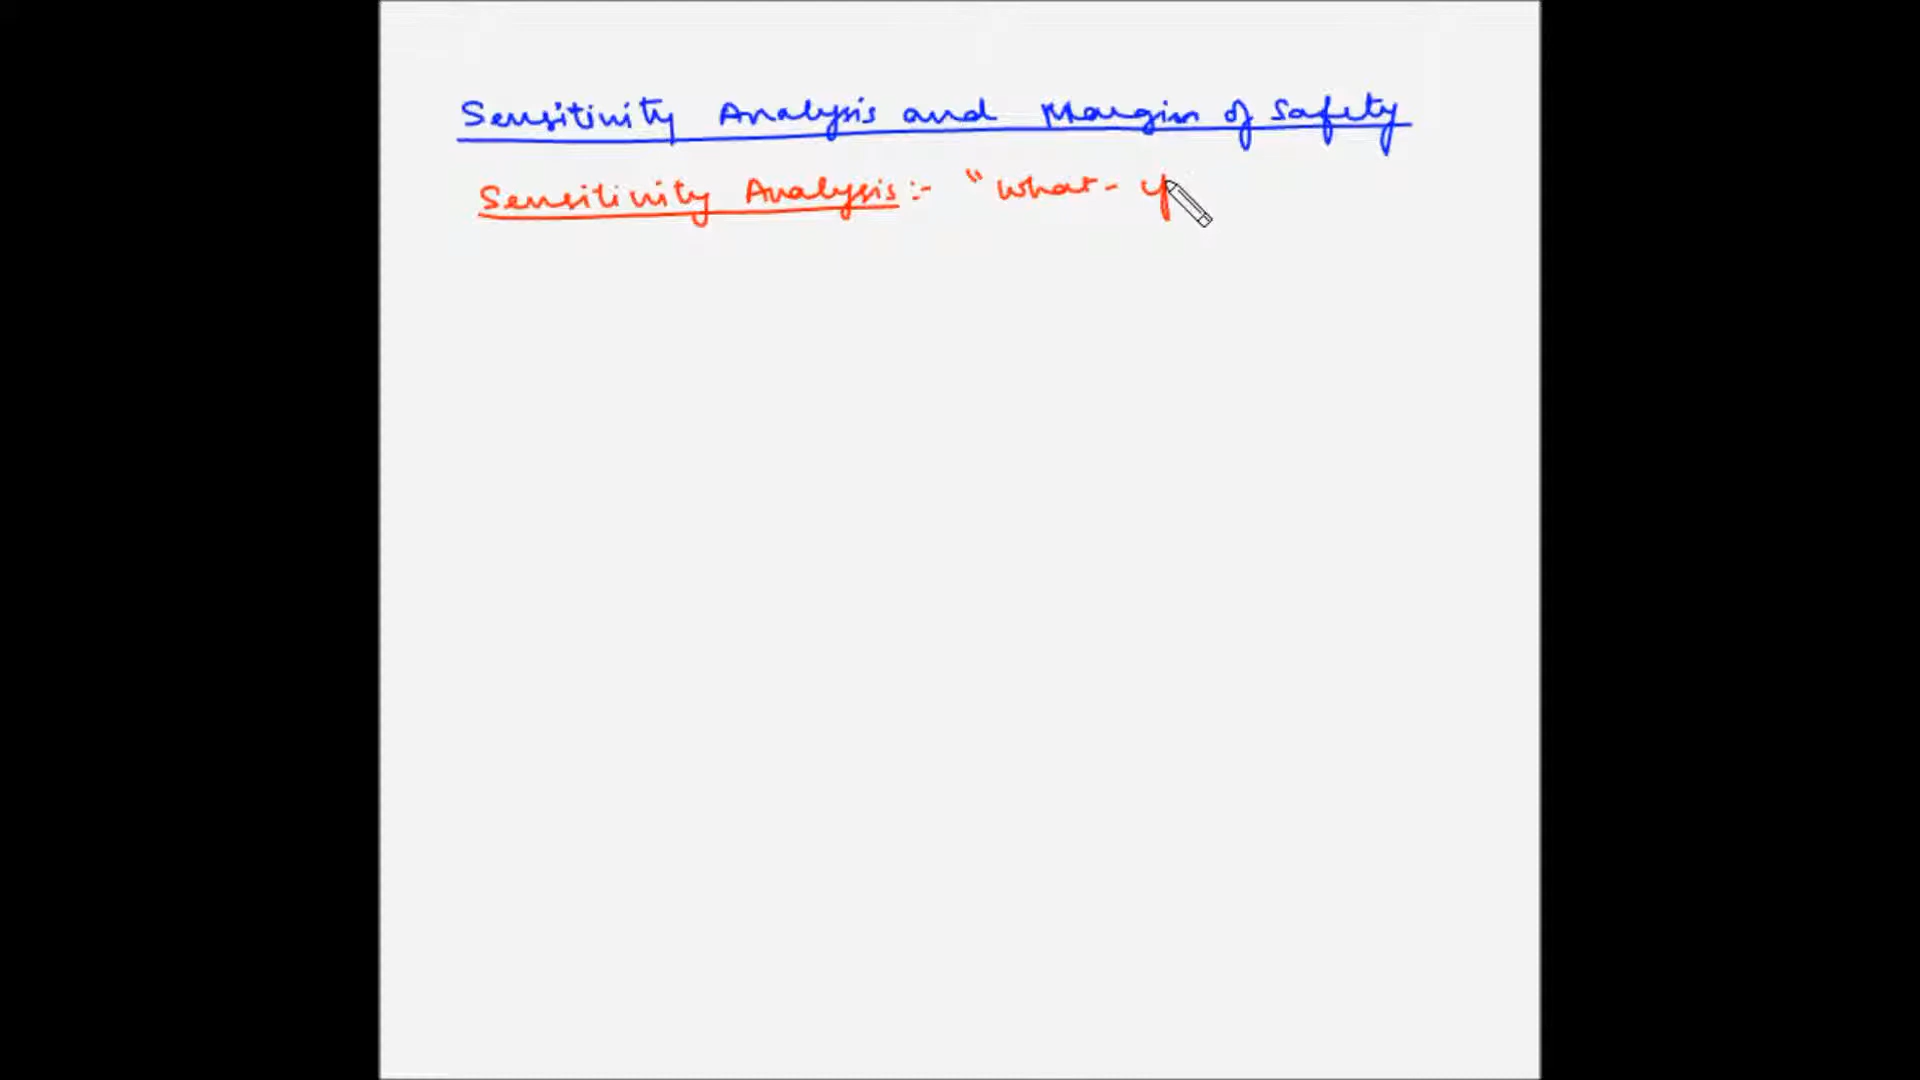 Sensitivity Analysis and Margin of Safety
Sensitivity Analysis :- "What- if